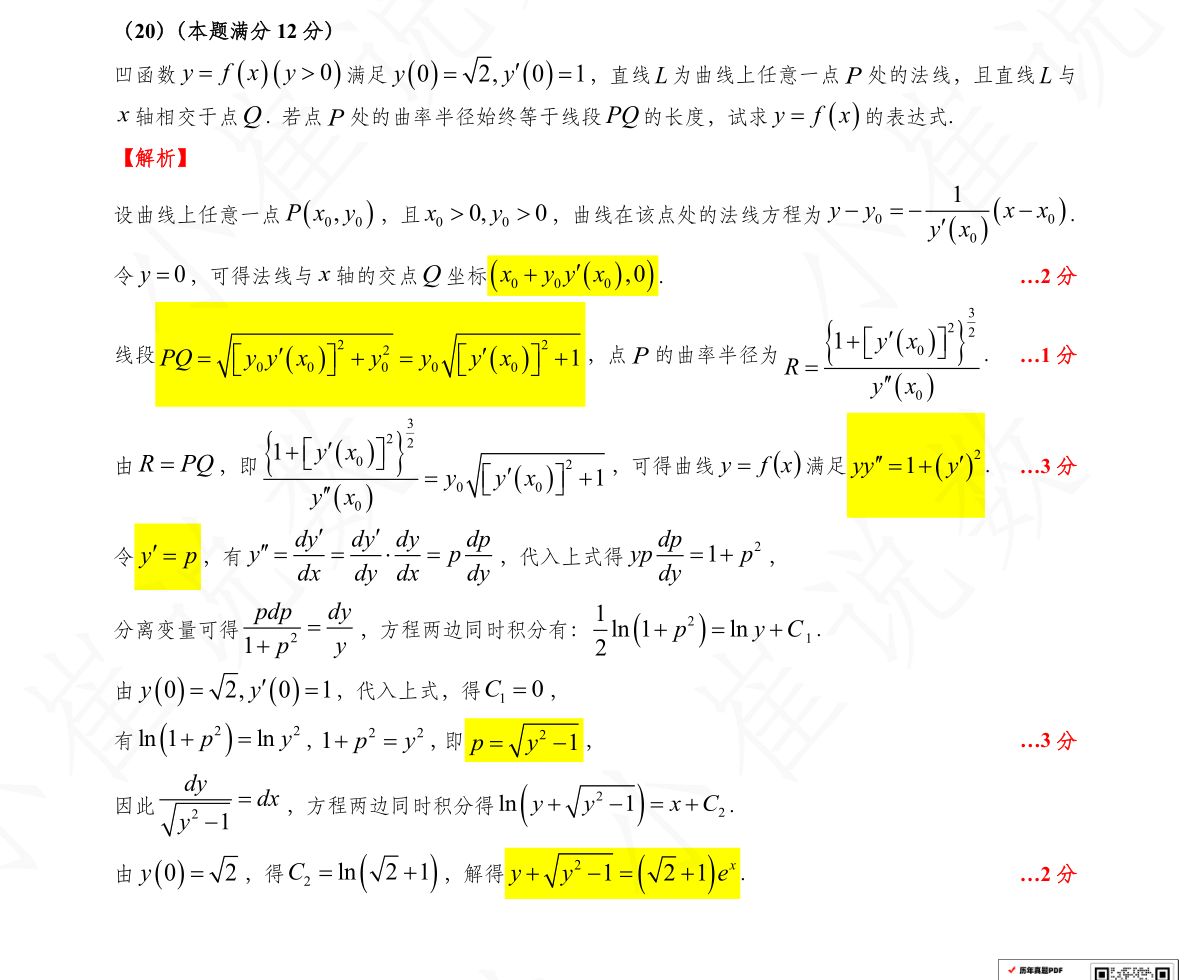 （20）（本题满分 12 分）
凹函数 y = f(x)(y > 0) 满足 y(0) = √2, y′(0) = 1，直线 L 为曲线上任意一点 P 处的法线，且直线 L 与
x 轴相交于点 Q．若点 P 处的曲率半径始终等于线段 PQ 的长度，试求 y = f(x) 的表达式．
【解析】
设曲线上任意一点 P(x₀, y₀)，且 x₀ > 0, y₀ > 0，曲线在该点处的法线方程为 y − y₀ = −1/y′(x₀) (x − x₀)．
令 y = 0，可得法线与 x 轴的交点 Q 坐标 (x₀ + y₀y′(x₀), 0)． …2 分
线段 PQ = √([y₀y′(x₀)]² + y₀²) = y₀√([y′(x₀)]² + 1)，点 P 的曲率半径为 R = {1 + [y′(x₀)]²}^(3/2) / y″(x₀)． …1 分
由 R = PQ，即 {1 + [y′(x₀)]²}^(3/2) / y″(x₀) = y₀√([y′(x₀)]² + 1)，可得曲线 y = f(x) 满足 yy″ = 1 + (y′)²． …3 分
令 y′ = p，有 y″ = dy′/dx = dy′/dy · dy/dx = p dp/dy，代入上式得 yp dp/dy = 1 + p²，
分离变量可得 pdp/(1 + p²) = dy/y，方程两边同时积分有：1/2 ln(1 + p²) = ln y + C₁．
由 y(0) = √2, y′(0) = 1，代入上式，得 C₁ = 0，
有 ln(1 + p²) = ln y²，1 + p² = y²，即 p = √(y² − 1)， …3 分
因此 dy/√(y² − 1) = dx，方程两边同时积分得 ln(y + √(y² − 1)) = x + C₂．
由 y(0) = √2，得 C₂ = ln(√2 + 1)，解得 y + √(y² − 1) = (√2 + 1)eˣ． …2 分
历年真题PDF
小崔说数